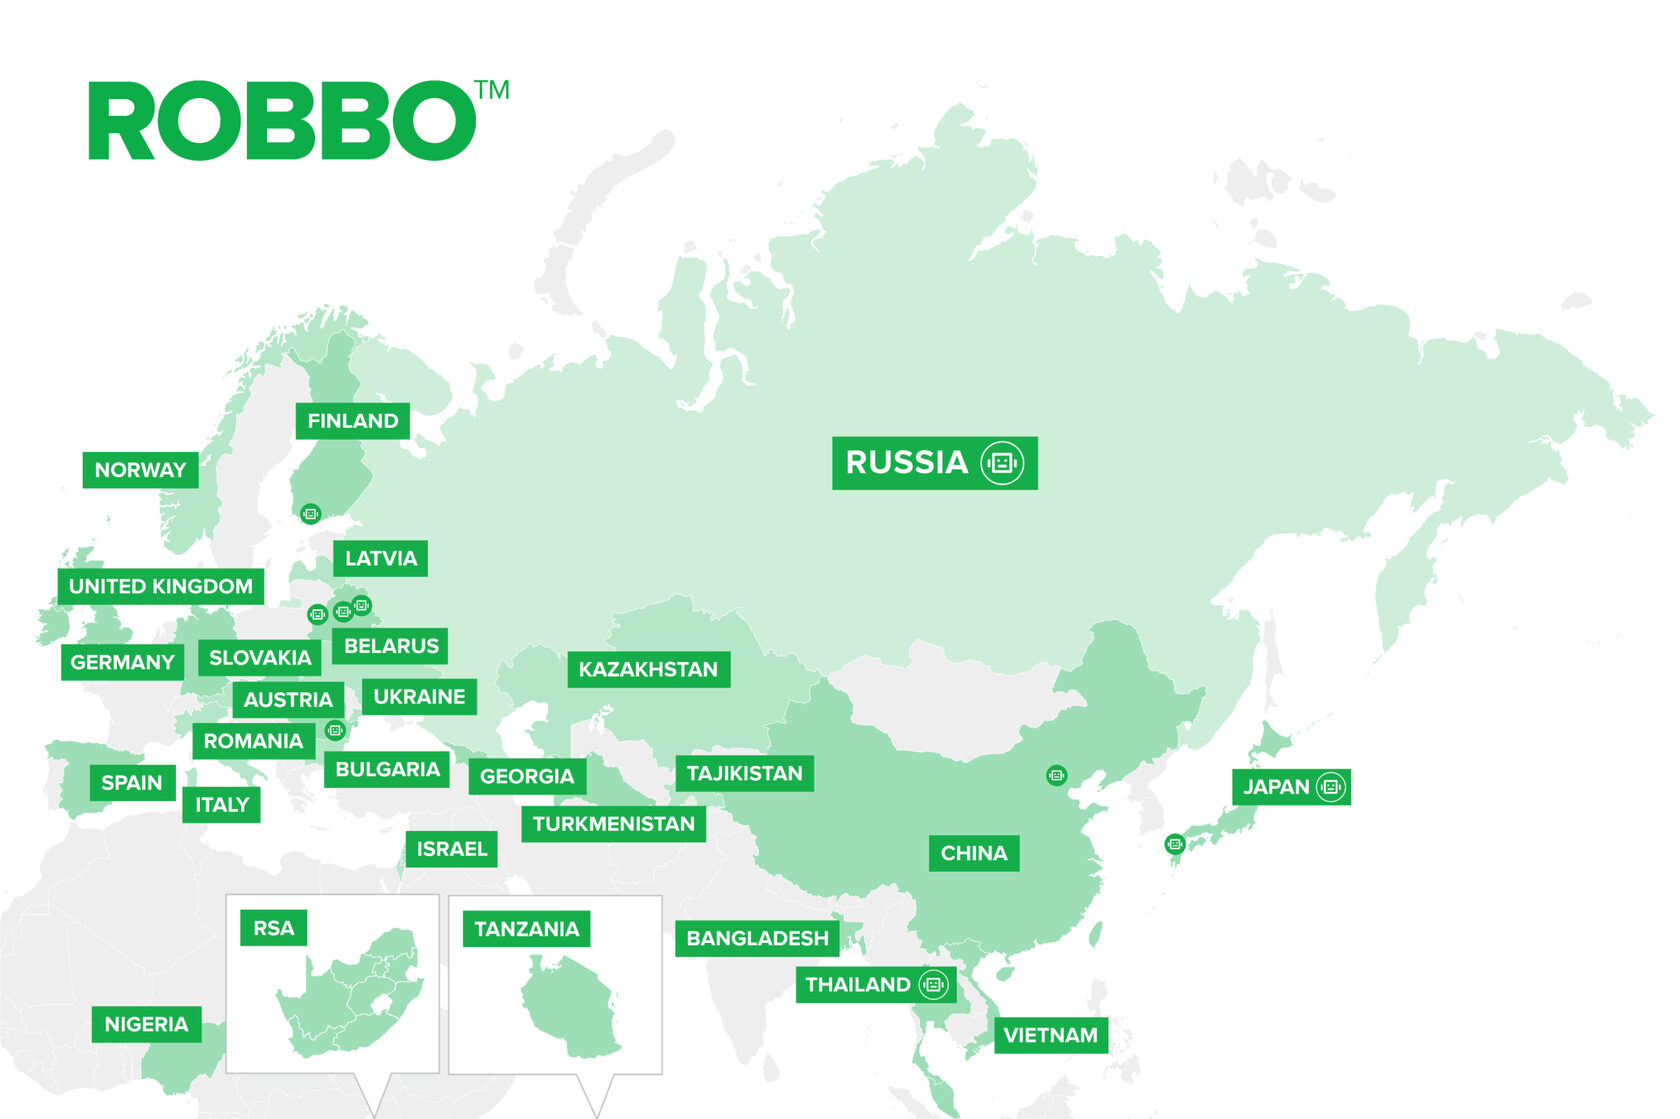 ROBBO™
FINLAND
NORWAY
RUSSIA
LATVIA
UNITED KINGDOM
BELARUS
GERMANY
SLOVAKIA
KAZAKHSTAN
AUSTRIA
UKRAINE
ROMANIA
BULGARIA
GEORGIA
TAJIKISTAN
SPAIN
JAPAN
ITALY
TURKMENISTAN
ISRAEL
CHINA
RSA
TANZANIA
BANGLADESH
THAILAND
NIGERIA
VIETNAM